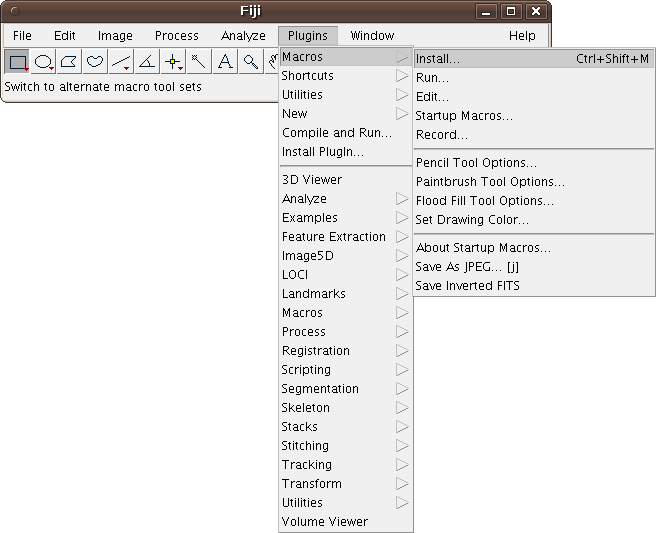 Fiji
File Edit Image Process Analyze Plugins Window Help
Switch to alternate macro tool sets
Macros
Shortcuts
Utilities
New
Compile and Run...
Install PlugIn...
3D Viewer
Analyze
Examples
Feature Extraction
Image5D
LOCI
Landmarks
Macros
Process
Registration
Scripting
Segmentation
Skeleton
Stacks
Stitching
Tracking
Transform
Utilities
Volume Viewer
Install... Ctrl+Shift+M
Run...
Edit...
Startup Macros...
Record...
Pencil Tool Options...
Paintbrush Tool Options...
Flood Fill Tool Options...
Set Drawing Color...
About Startup Macros...
Save As JPEG... [j]
Save Inverted FITS